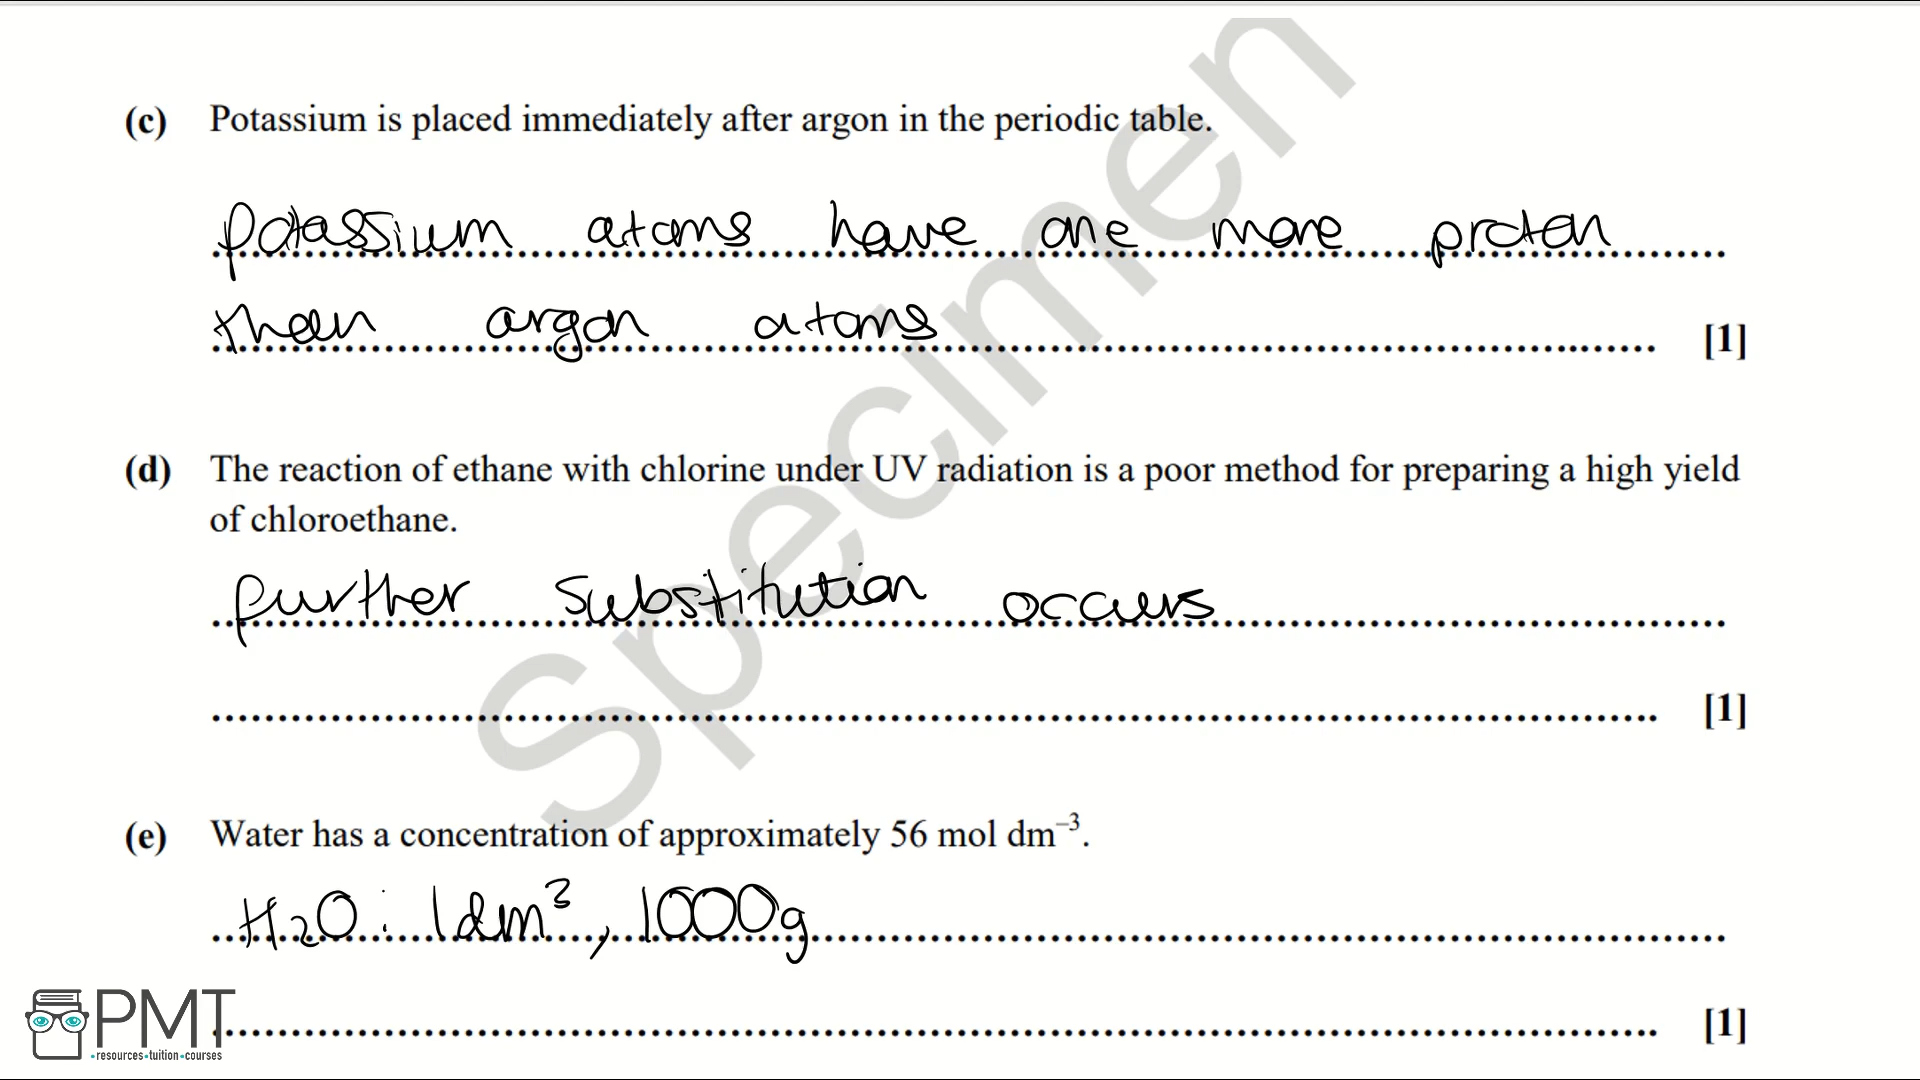 (c) Potassium is placed immediately after argon in the periodic table.
potassium atoms have one more proton
than argon atoms [1]
(d) The reaction of ethane with chlorine under UV radiation is a poor method for preparing a high yield
of chloroethane.
further substitution occurs
[1]
(e) Water has a concentration of approximately 56 mol dm⁻³.
H₂O: 1dm³, 1000g
[1]
Specimen
PMT
•resources•tuition•courses